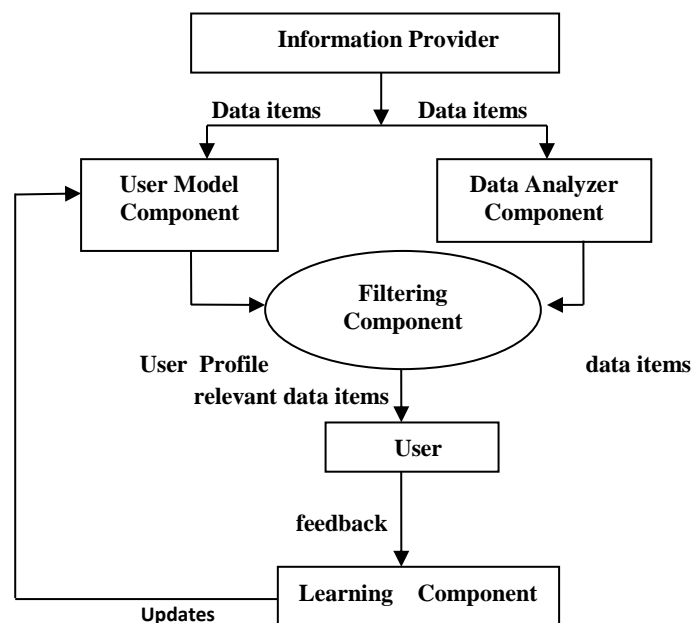 Information Provider
Data items Data items
User Model
Component
Data Analyzer
Component
Filtering
Component
User Profile
data items
relevant data items
User
feedback
Learning Component
Updates